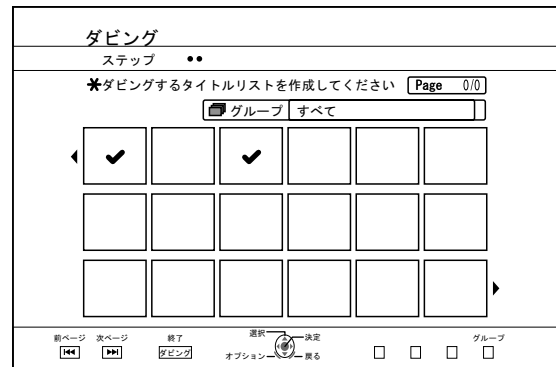 ダビング
ステップ
ダビングするタイトルリストを作成してください Page 0/0
グループ すべて
前ページ 次ページ 終了 ダビング
選択 決定
オプション 戻る
グループ